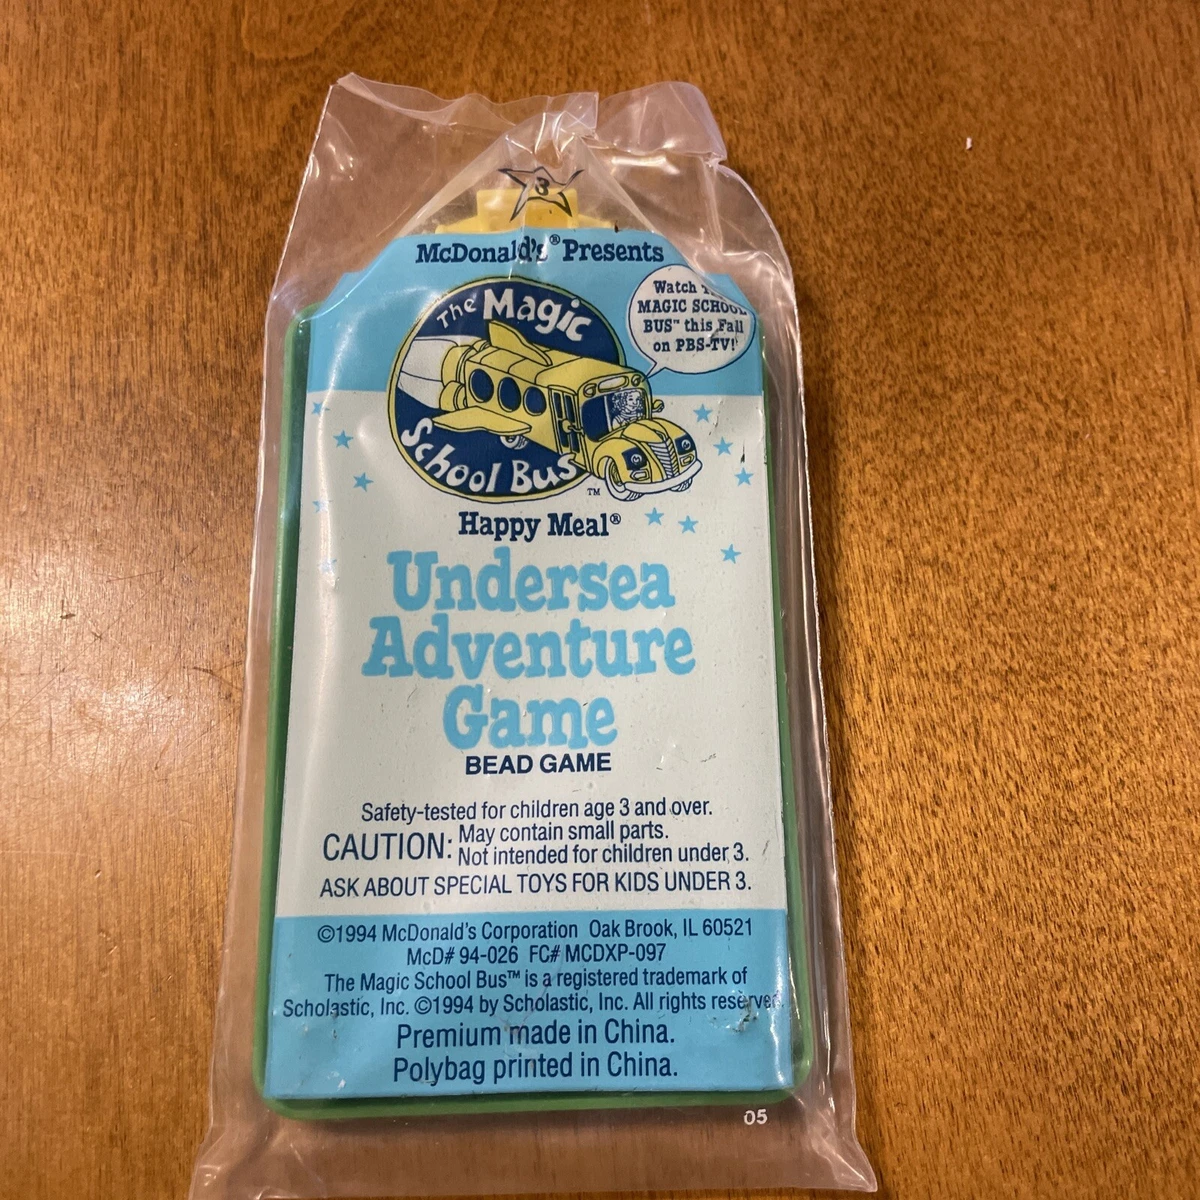 3
McDonald's® Presents
The Magic
School Bus™
Watch
MAGIC SCHOOL
BUS™ this Fall
on PBS-TV!
Happy Meal®
Undersea
Adventure
Game
BEAD GAME
Safety-tested for children age 3 and over.
CAUTION: May contain small parts.
Not intended for children under 3.
ASK ABOUT SPECIAL TOYS FOR KIDS UNDER 3.
©1994 McDonald's Corporation Oak Brook, IL 60521
McD# 94-026 FC# MCDXP-097
The Magic School Bus™ is a registered trademark of
Scholastic, Inc. ©1994 by Scholastic, Inc. All rights reserved.
Premium made in China.
Polybag printed in China.
05